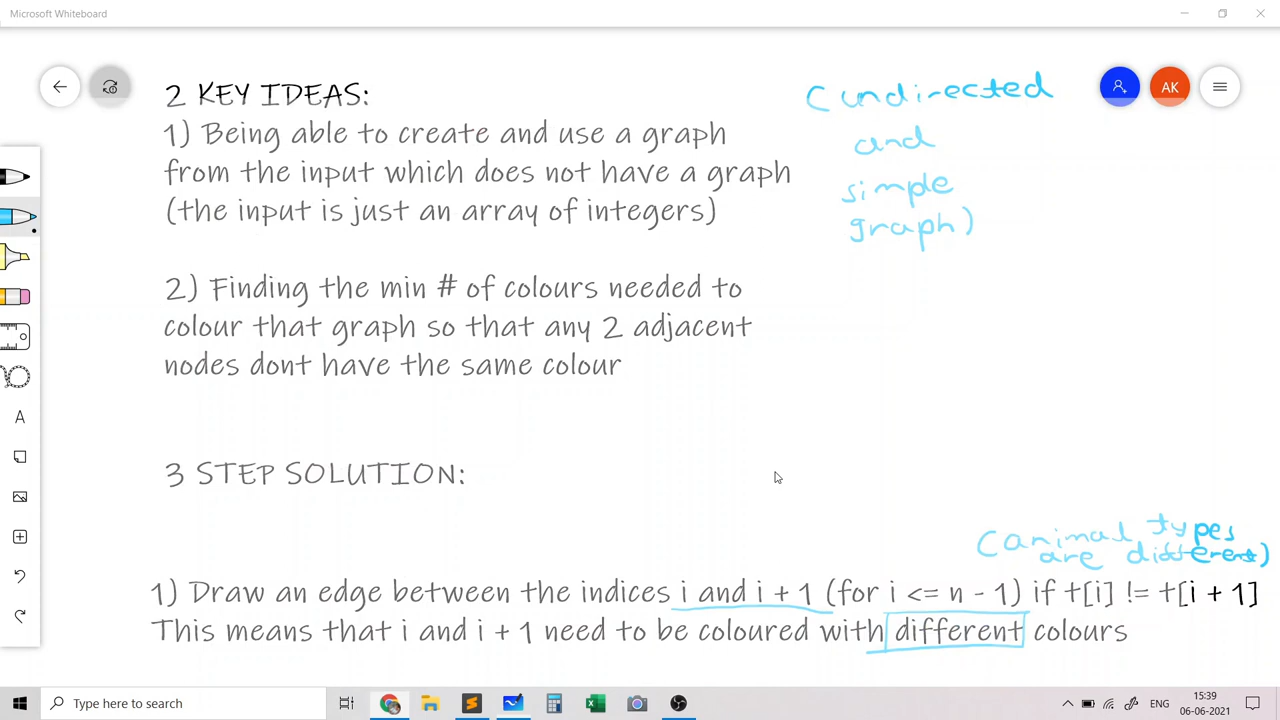 Microsoft Whiteboard
2 KEY IDEAS:
1) Being able to create and use a graph
from the input which does not have a graph
(the input is just an array of integers)
(undirected
and
simple
graph)
AK
2) Finding the min # of colours needed to
colour that graph so that any 2 adjacent
nodes dont have the same colour
A
3 STEP SOLUTION:
(animal types
are different)
1) Draw an edge between the indices i and i + 1 (for i <= n - 1) if t[i] != t[i + 1]
This means that i and i + 1 need to be coloured with different colours
Type here to search
ENG
15:39
06-06-2021